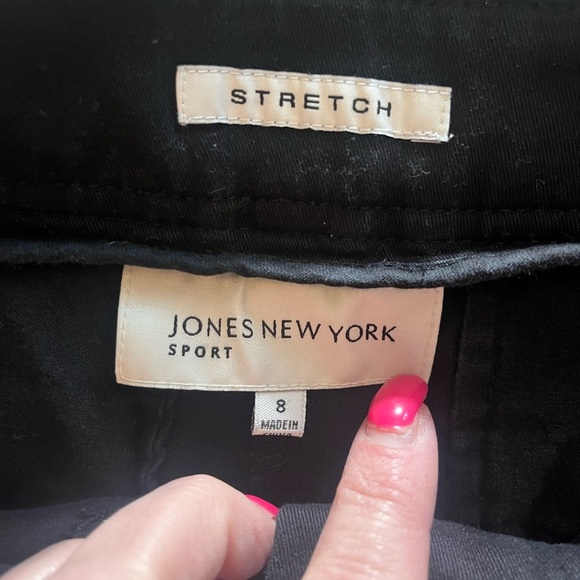 STRETCH
JONES NEW YORK
SPORT
8
MADE IN